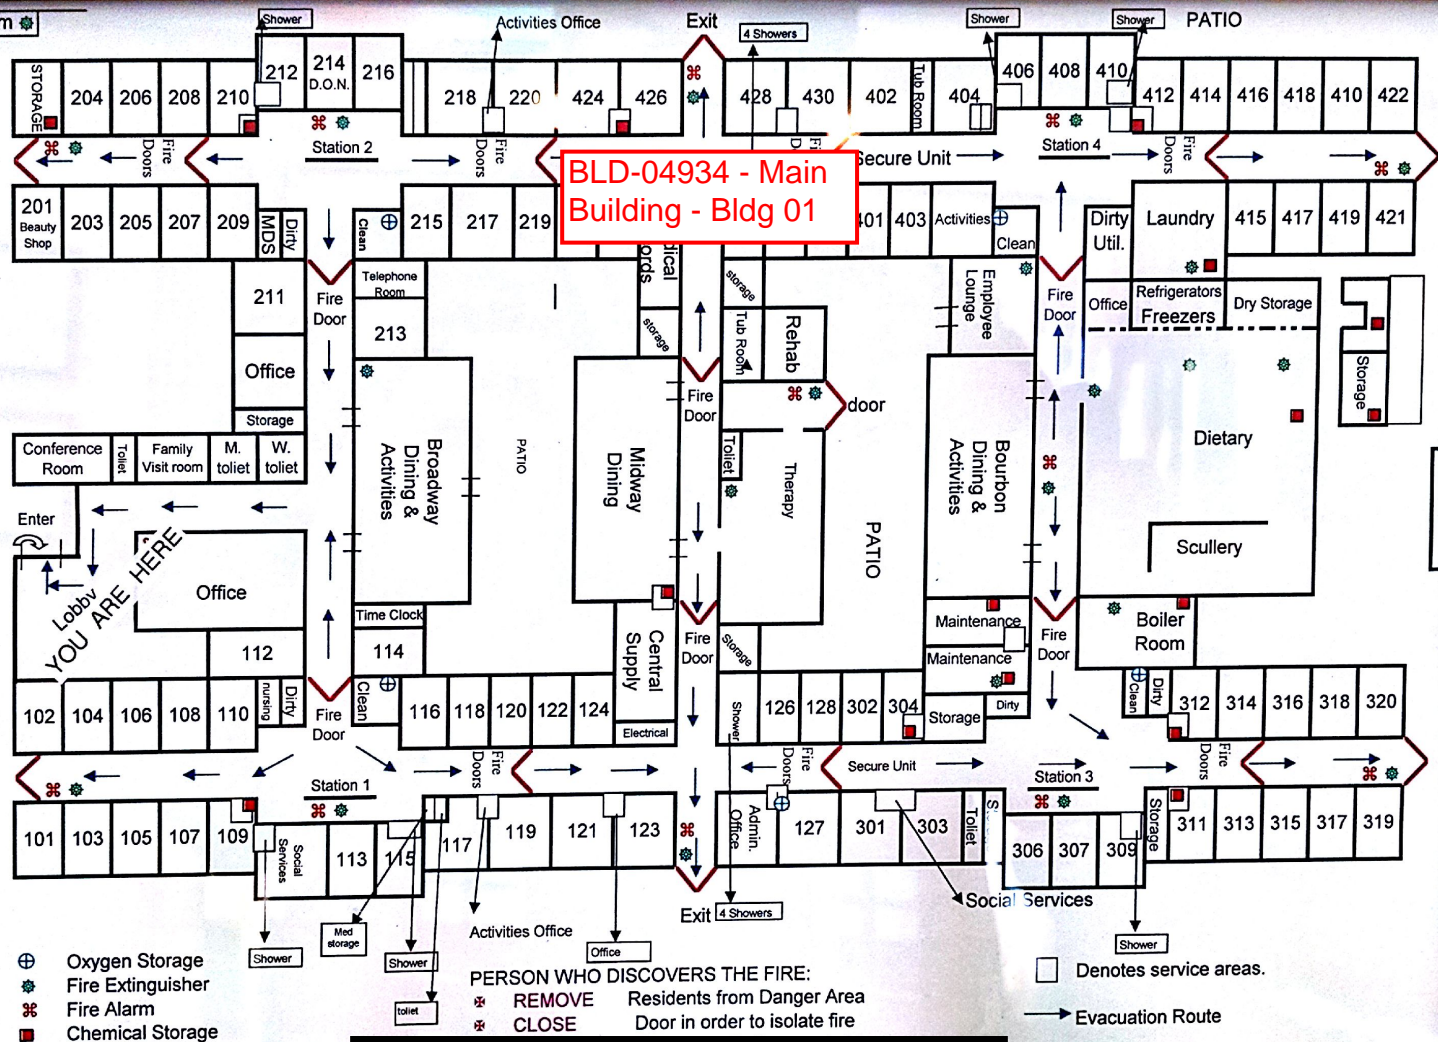 m
Shower
Activities Office
Exit
4 Showers
Shower
Shower
PATIO
STORAGE
204
206
208
210
212
214
D.O.N.
216
218
220
424
426
428
430
402
Tub Room
404
406
408
410
412
414
416
418
410
422
Fire
Doors
Station 2
Fire
Doors
Secure Unit
Station 4
Fire
Doors
BLD-04934 - Main
Building - Bldg 01
201
Beauty
Shop
203
205
207
209
MDS
Dirty
Clean
215
217
219
401
403
Activities
Clean
Dirty
Util.
Laundry
415
417
419
421
211
Fire
Door
Telephone
Room
213
storage
storage
Tub Room
Rehab
Employee
Lounge
Fire
Door
Office
Refrigerators
Freezers
Dry Storage
Storage
Office
Storage
Fire
Door
door
Conference
Room
Toliet
Family
Visit room
M.
toliet
W.
toliet
Broadway
Dining &
Activities
PATIO
Midway
Dining
Toliet
Therapy
PATIO
Bourbon
Dining &
Activities
Dietary
Scullery
Enter
Lobby
YOU ARE HERE
Office
112
Time Clock
114
Central
Supply
Fire
Door
Storage
Maintenance
Maintenance
Fire
Door
Boiler
Room
102
104
106
108
110
nursing
Dirty
Fire
Door
Clean
116
118
120
122
124
Electrical
Shower
126
128
302
304
Storage
Dirty
Clean
Dirty
312
314
316
318
320
Station 1
Fire
Doors
Fire
Doors
Secure Unit
Station 3
Fire
Doors
101
103
105
107
109
Social
Services
113
115
117
119
121
123
Admin.
Office
127
301
303
Toliet
306
307
309
Storage
311
313
315
317
319
Exit
4 Showers
Social Services
Shower
Med
storage
Shower
toliet
Activities Office
Office
Shower
Oxygen Storage
Fire Extinguisher
Fire Alarm
Chemical Storage
PERSON WHO DISCOVERS THE FIRE:
REMOVE Residents from Danger Area
CLOSE Door in order to isolate fire
Denotes service areas.
Evacuation Route